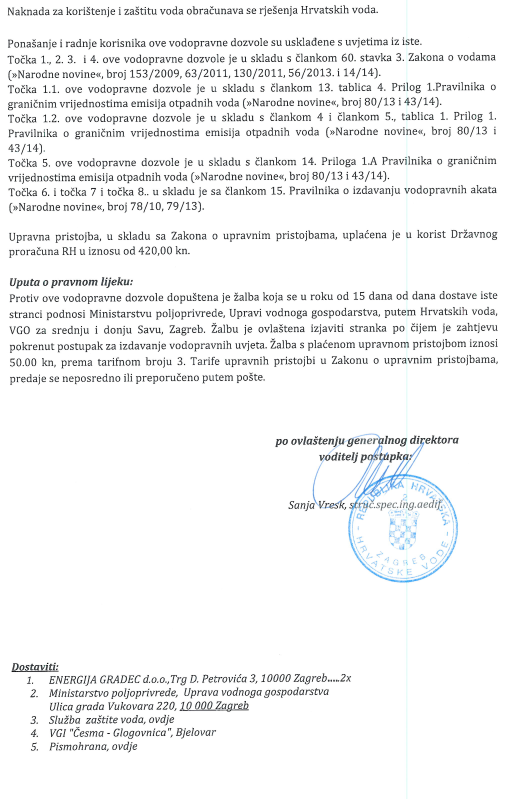 Naknada za korištenje i zaštitu voda obračunava se rješenja Hrvatskih voda.
Ponašanje i radnje korisnika ove vodopravne dozvole su usklađene s uvjetima iz iste.
Točka 1., 2. 3. i 4. ove vodopravne dozvole je u skladu s člankom 60. stavka 3. Zakona o vodama
(»Narodne novine«, broj 153/2009, 63/2011, 130/2011, 56/2013. i 14/14).
Točka 1.1. ove vodopravne dozvole je u skladu s člankom 13. tablica 4. Prilog 1.Pravilnika o
graničnim vrijednostima emisija otpadnih voda (»Narodne novine«, broj 80/13 i 43/14).
Točka 1.2. ove vodopravne dozvole je u skladu s člankom 4 i člankom 5., tablica 1. Prilog 1.
Pravilnika o graničnim vrijednostima emisija otpadnih voda (»Narodne novine«, broj 80/13 i
43/14).
Točka 5. ove vodopravne dozvole je u skladu s člankom 14. Priloga 1.A Pravilnika o graničnim
vrijednostima emisija otpadnih voda (»Narodne novine«, broj 80/13 i 43/14).
Točka 6. i točka 7 i točka 8.. u skladu je sa člankom 15. Pravilnika o izdavanju vodopravnih akata
(»Narodne novine«, broj 78/10, 79/13).
Upravna pristojba, u skladu sa Zakona o upravnim pristojbama, uplaćena je u korist Državnog
proračuna RH u iznosu od 420,00 kn.
Uputa o pravnom lijeku:
Protiv ove vodopravne dozvole dopuštena je žalba koja se u roku od 15 dana od dana dostave iste
stranci podnosi Ministarstvu poljoprivrede, Upravi vodnoga gospodarstva, putem Hrvatskih voda,
VGO za srednju i donju Savu, Zagreb. Žalbu je ovlaštena izjaviti stranka po čijem je zahtjevu
pokrenut postupak za izdavanje vodopravnih uvjeta. Žalba s plaćenom upravnom pristojbom iznosi
50.00 kn, prema tarifnom broju 3. Tarife upravnih pristojbi u Zakonu o upravnim pristojbama,
predaje se neposredno ili preporučeno putem pošte.
po ovlaštenju generalnog direktora
voditelj postupka:
Sanja Vresk, struč.spec.ing.aedif.
REPUBLIKA HRVATSKA
ZAGREB
HRVATSKE VODE
Dostaviti:
1. ENERGIJA GRADEC d.o.o.,Trg D. Petrovića 3, 10000 Zagreb.....2x
2. Ministarstvo poljoprivrede, Uprava vodnoga gospodarstva
Ulica grada Vukovara 220, 10 000 Zagreb
3. Služba zaštite voda, ovdje
4. VGI "Česma - Glogovnica", Bjelovar
5. Pismohrana, ovdje